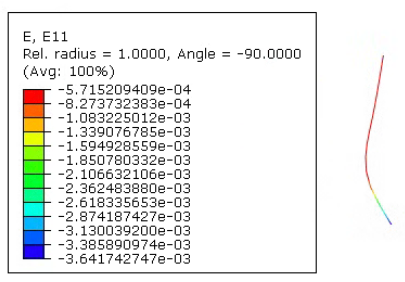 E, E11
Rel. radius = 1.0000, Angle = -90.0000
(Avg: 100%)
-5.715209409e-04
-8.273732383e-04
-1.083225012e-03
-1.339076785e-03
-1.594928559e-03
-1.850780332e-03
-2.106632106e-03
-2.362483880e-03
-2.618335653e-03
-2.874187427e-03
-3.130039200e-03
-3.385890974e-03
-3.641742747e-03